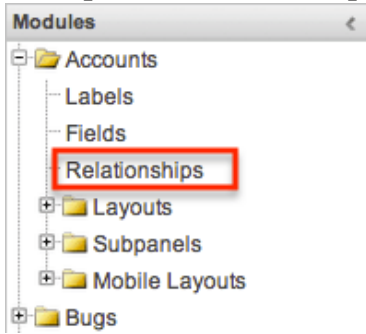 Modules
Accounts
Labels
Fields
Relationships
Layouts
Subpanels
Mobile Layouts
Bugs